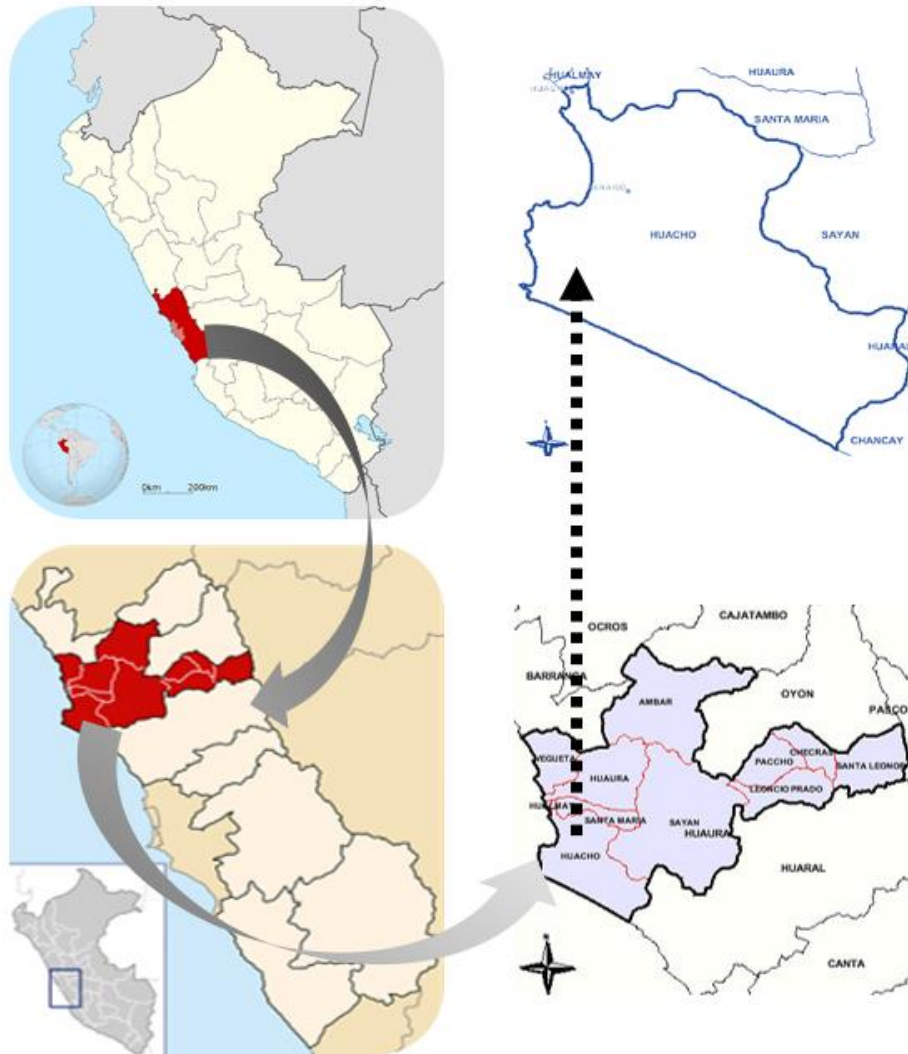 0km 200km
HUALMAY
HUAURA
SANTA MARIA
HUACHO
SAYAN
CHANCAY
CAJATAMBO
OCROS
BARRANCA
AMBAR
OYON
PASCO
VEGUETA
HUAURA
PACCHO
CHECRAS
SANTA LEONOR
LEONCIO PRADO
HUALMAY
SANTA MARIA
SAYAN
HUAURA
HUACHO
HUARAL
CANTA